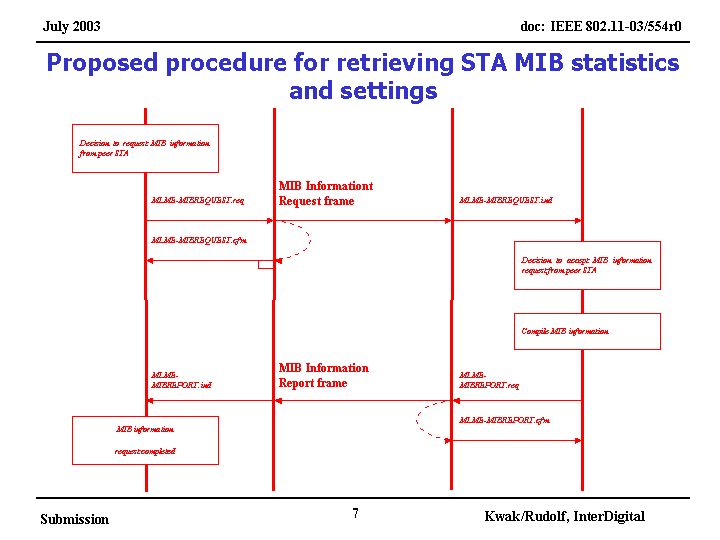 July 2003 doc: IEEE 802.11-03/554r0
Proposed procedure for retrieving STA MIB statistics
and settings
Decision to request MIB information
from peer STA
MIB Informationt
Request frame
MLME-MIBREQUEST.req
MLME-MIBREQUEST.ind
MLME-MIBREQUEST.cfm
Decision to accept MIB information
request from peer STA
Compile MIB information
MIB Information
Report frame
MLME-
MIBREPORT.ind
MLME-
MIBREPORT.req
MLME-MIBREPORT.cfm
MIB information
request completed
Submission 7 Kwak/Rudolf, InterDigital